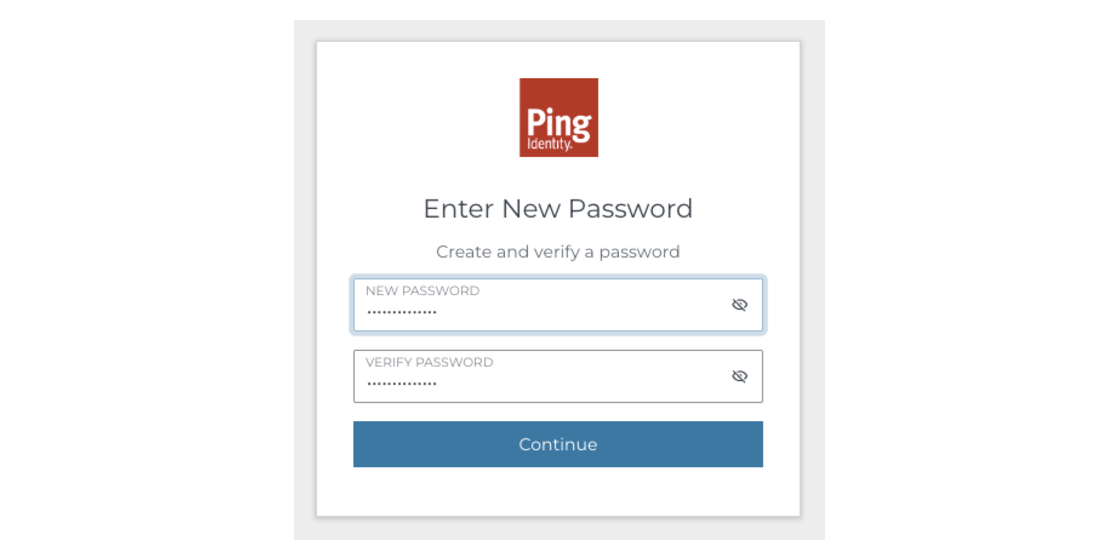 Ping
Identity.
Enter New Password
Create and verify a password
NEW PASSWORD
••••••••••••••
VERIFY PASSWORD
••••••••••••••
Continue